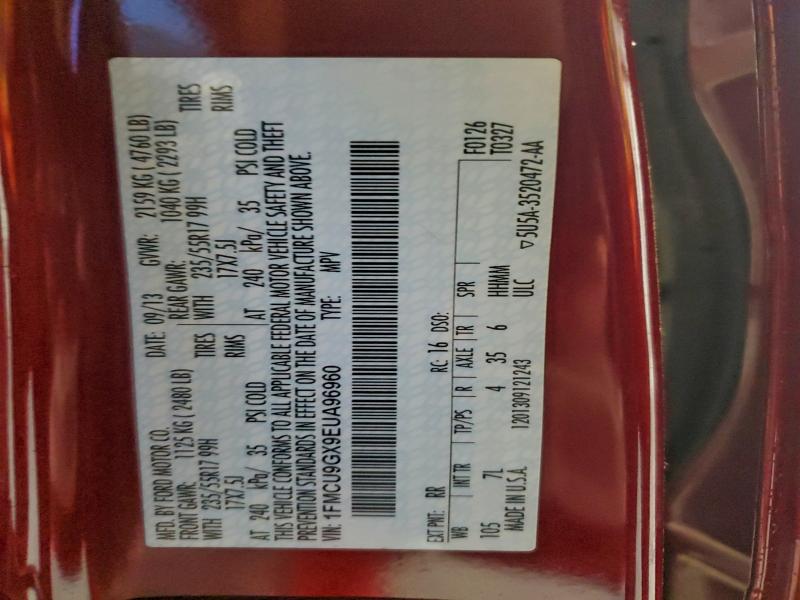 MFD. BY FORD MOTOR CO. DATE: 09/13 GVWR: 2159 KG ( 4760 LB)
FRONT GAWR: 1125 KG ( 2480 LB) REAR GAWR: 1040 KG ( 2293 LB)
WITH 235/55R17 99H TIRES WITH 235/55R17 99H TIRES
17X7.5J RIMS 17X7.5J RIMS
AT 240 kPa/ 35 PSI COLD AT 240 kPa/ 35 PSI COLD
THIS VEHICLE CONFORMS TO ALL APPLICABLE FEDERAL MOTOR VEHICLE SAFETY AND THEFT
PREVENTION STANDARDS IN EFFECT ON THE DATE OF MANUFACTURE SHOWN ABOVE.
VIN: 1FMCU9GX9EUA96960 TYPE: MPV
EXT PNT: RR RC: 16 DSO: F0126
WB INT TR TP/PS R AXLE TR SPR T0327
105 7L 4 35 6 HHMM
MADE IN U.S.A. 1201309121243 ULC ▽5U5A-3520472-AA